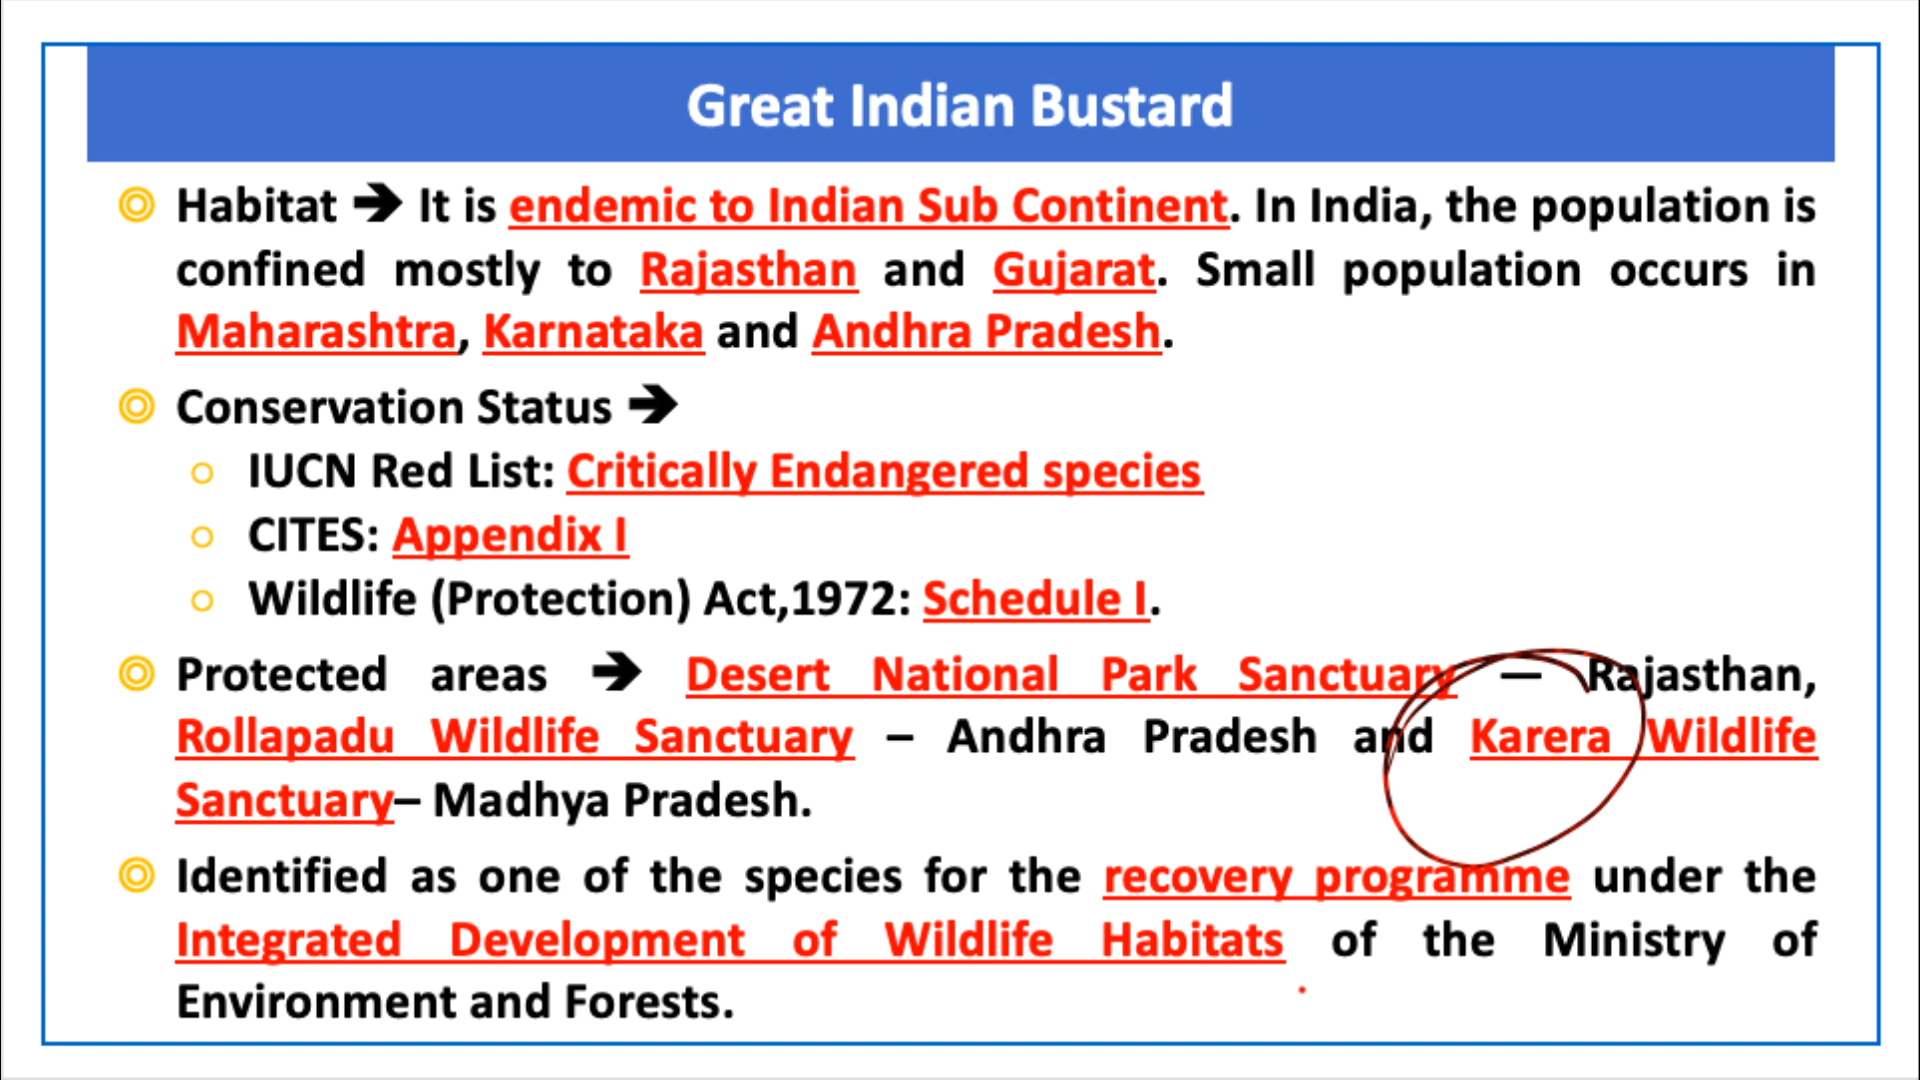 Great Indian Bustard
Habitat ➔ It is endemic to Indian Sub Continent. In India, the population is
confined mostly to Rajasthan and Gujarat. Small population occurs in
Maharashtra, Karnataka and Andhra Pradesh.
Conservation Status ➔
IUCN Red List: Critically Endangered species
CITES: Appendix I
Wildlife (Protection) Act,1972: Schedule I.
Protected areas ➔ Desert National Park Sanctuary — Rajasthan,
Rollapadu Wildlife Sanctuary – Andhra Pradesh and Karera Wildlife
Sanctuary– Madhya Pradesh.
Identified as one of the species for the recovery programme under the
Integrated Development of Wildlife Habitats of the Ministry of
Environment and Forests.